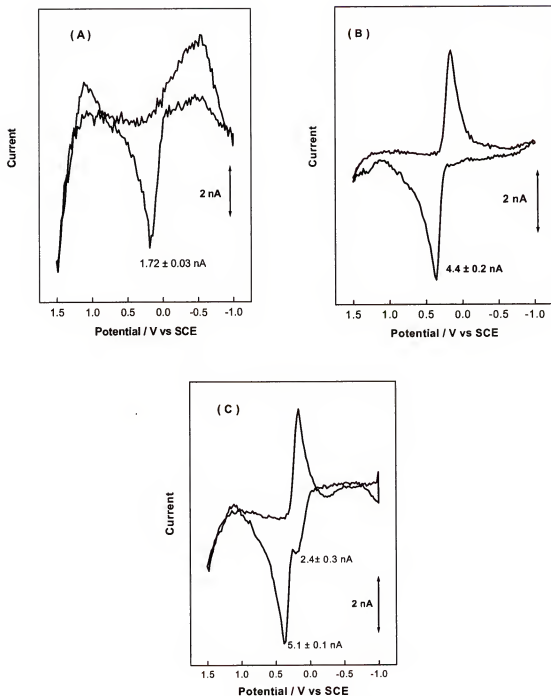 ( A )
Current
2 nA
1.72 ± 0.03 nA
1.5 1.0 0.5 0.0 -0.5 -1.0
Potential / V vs SCE
( B )
Current
2 nA
4.4 ± 0.2 nA
1.5 1.0 0.5 0.0 -0.5 -1.0
Potential / V vs SCE
( C )
Current
2.4± 0.3 nA
2 nA
5.1 ± 0.1 nA
1.5 1.0 0.5 0.0 -0.5 -1.0
Potential / V vs SCE